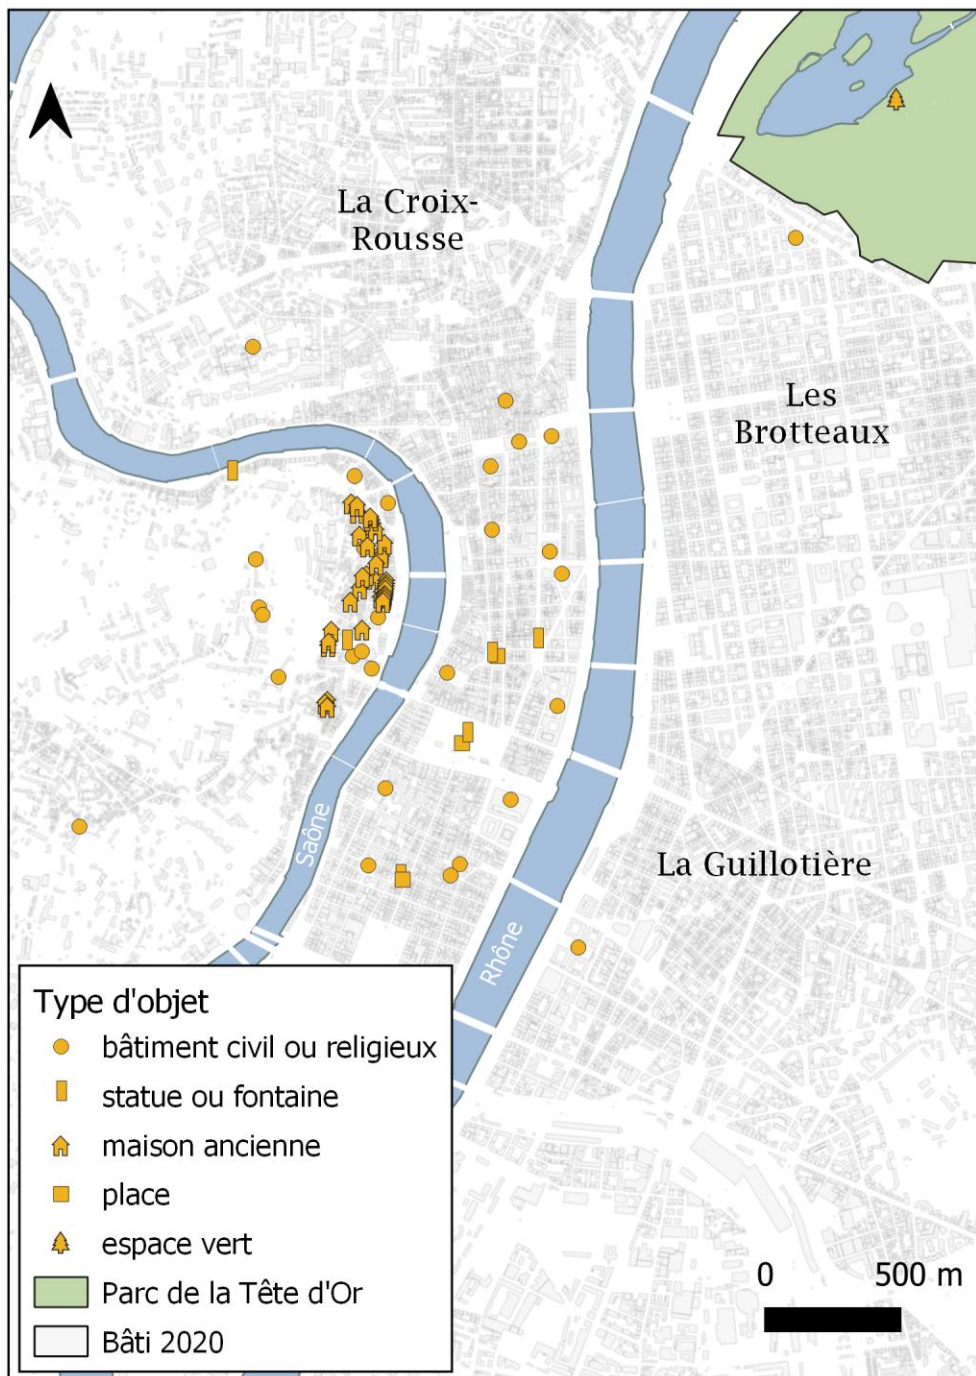 La Croix-
Rousse
Les
Brotteaux
Saône
La Guillotière
Rhône
Type d'objet
bâtiment civil ou religieux
statue ou fontaine
maison ancienne
place
espace vert
Parc de la Tête d'Or
Bâti 2020
0 500 m